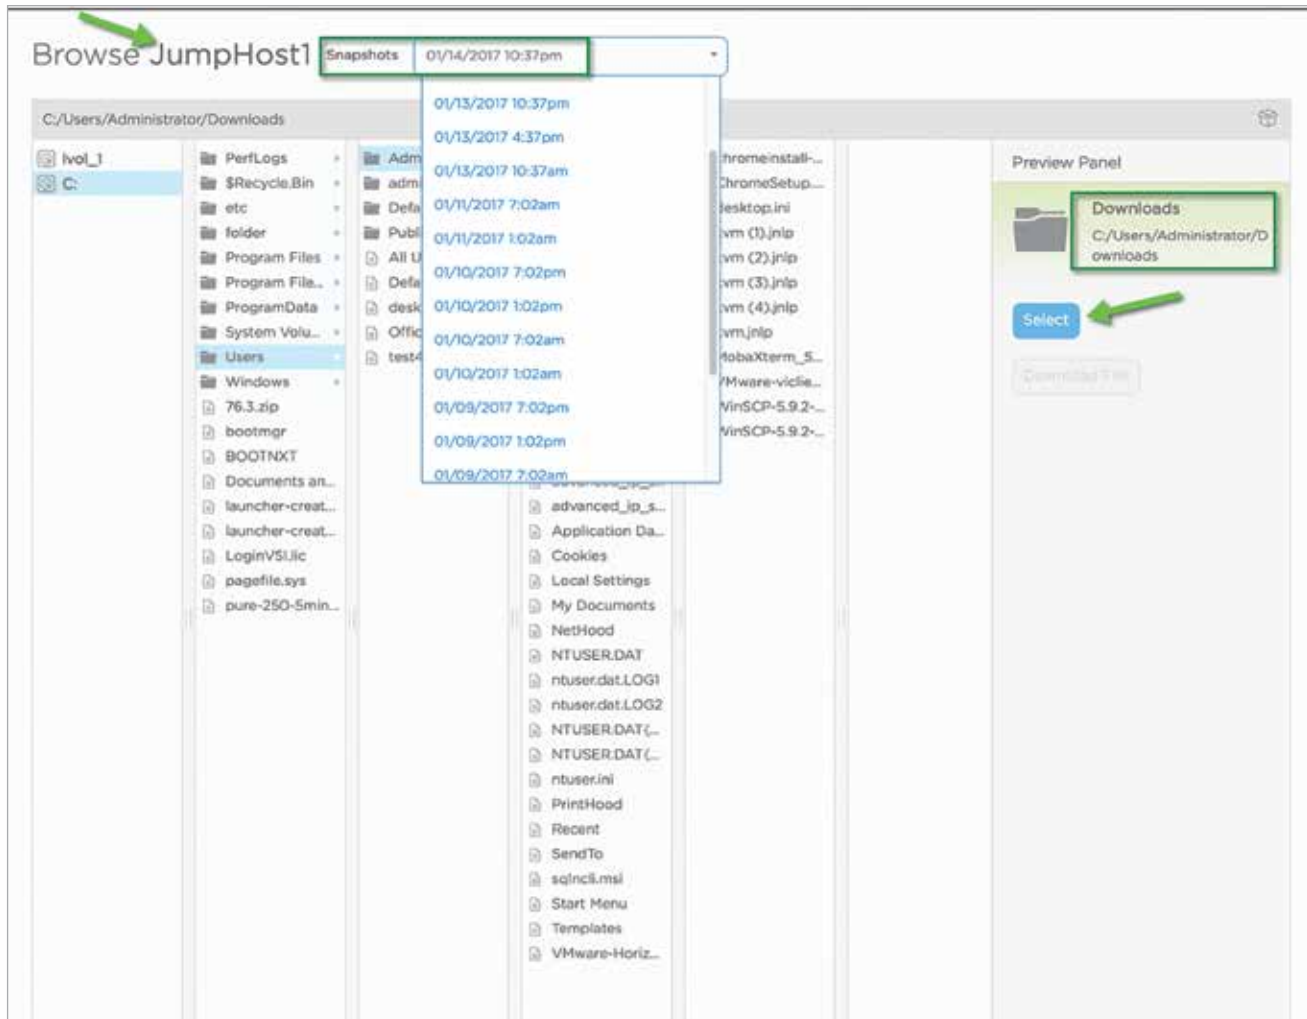 Browse JumpHost1
Snapshots 01/14/2017 10:37pm
01/13/2017 10:37pm
01/13/2017 4:37pm
01/13/2017 10:37am
01/11/2017 7:02am
01/11/2017 1:02am
01/10/2017 7:02pm
01/10/2017 1:02pm
01/10/2017 7:02am
01/10/2017 1:02am
01/09/2017 7:02pm
01/09/2017 1:02pm
01/09/2017 7:02am
C:/Users/Administrator/Downloads
lvol_1
C:
PerfLogs
$Recycle.Bin
etc
folder
Program Files
Program File...
ProgramData
System Volu...
Users
Windows
76.3.zip
bootmgr
BOOTNXT
Documents an...
launcher-creat...
launcher-creat...
LoginVSI.lic
pagefile.sys
pure-250-5min...
Adm
admi
Defa
Publ
All U
Defa
desk
Offic
test4
advanced_ip_s...
Application Da...
Cookies
Local Settings
My Documents
NetHood
NTUSER.DAT
ntuser.dat.LOG1
ntuser.dat.LOG2
NTUSER.DAT{...
NTUSER.DAT{...
ntuser.ini
PrintHood
Recent
SendTo
sqlncli.msi
Start Menu
Templates
VMware-Horiz...
hromeinstall-...
ChromeSetup....
desktop.ini
vm (1).jnlp
vm (2).jnlp
vm (3).jnlp
vm (4).jnlp
vm.jnlp
MobaXterm_5...
VMware-viclie...
WinSCP-5.9.2-...
WinSCP-5.9.2-...
Preview Panel
Downloads
C:/Users/Administrator/D
ownloads
Select
Download File